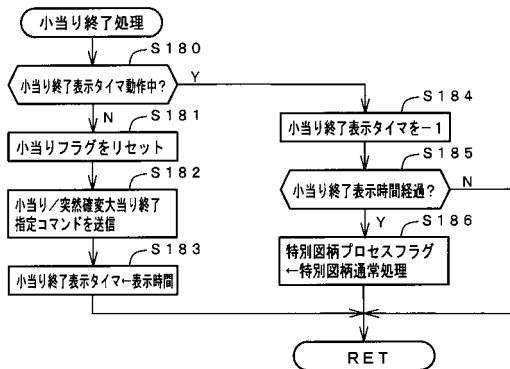 小当り終了処理
S180
小当り終了表示タイマ動作中?
Y
N
S181
小当りフラグをリセット
S182
小当り/突然確変大当り終了
指定コマンドを送信
S183
小当り終了表示タイマ←表示時間
S184
小当り終了表示タイマを-1
S185
小当り終了表示時間経過?
N
Y
S186
特別図柄プロセスフラグ
←特別図柄通常処理
RET